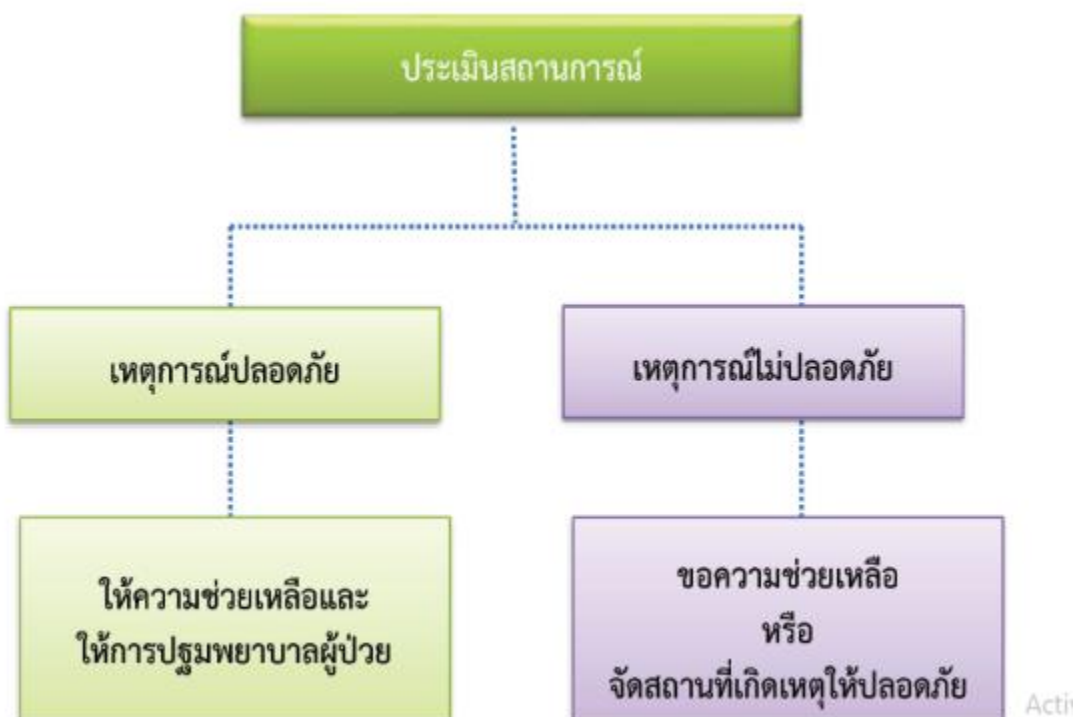 ประเมินสถานการณ์
เหตุการณ์ปลอดภัย
เหตุการณ์ไม่ปลอดภัย
ให้ความช่วยเหลือและ
ให้การปฐมพยาบาลผู้ป่วย
ขอความช่วยเหลือ
หรือ
จัดสถานที่เกิดเหตุให้ปลอดภัย